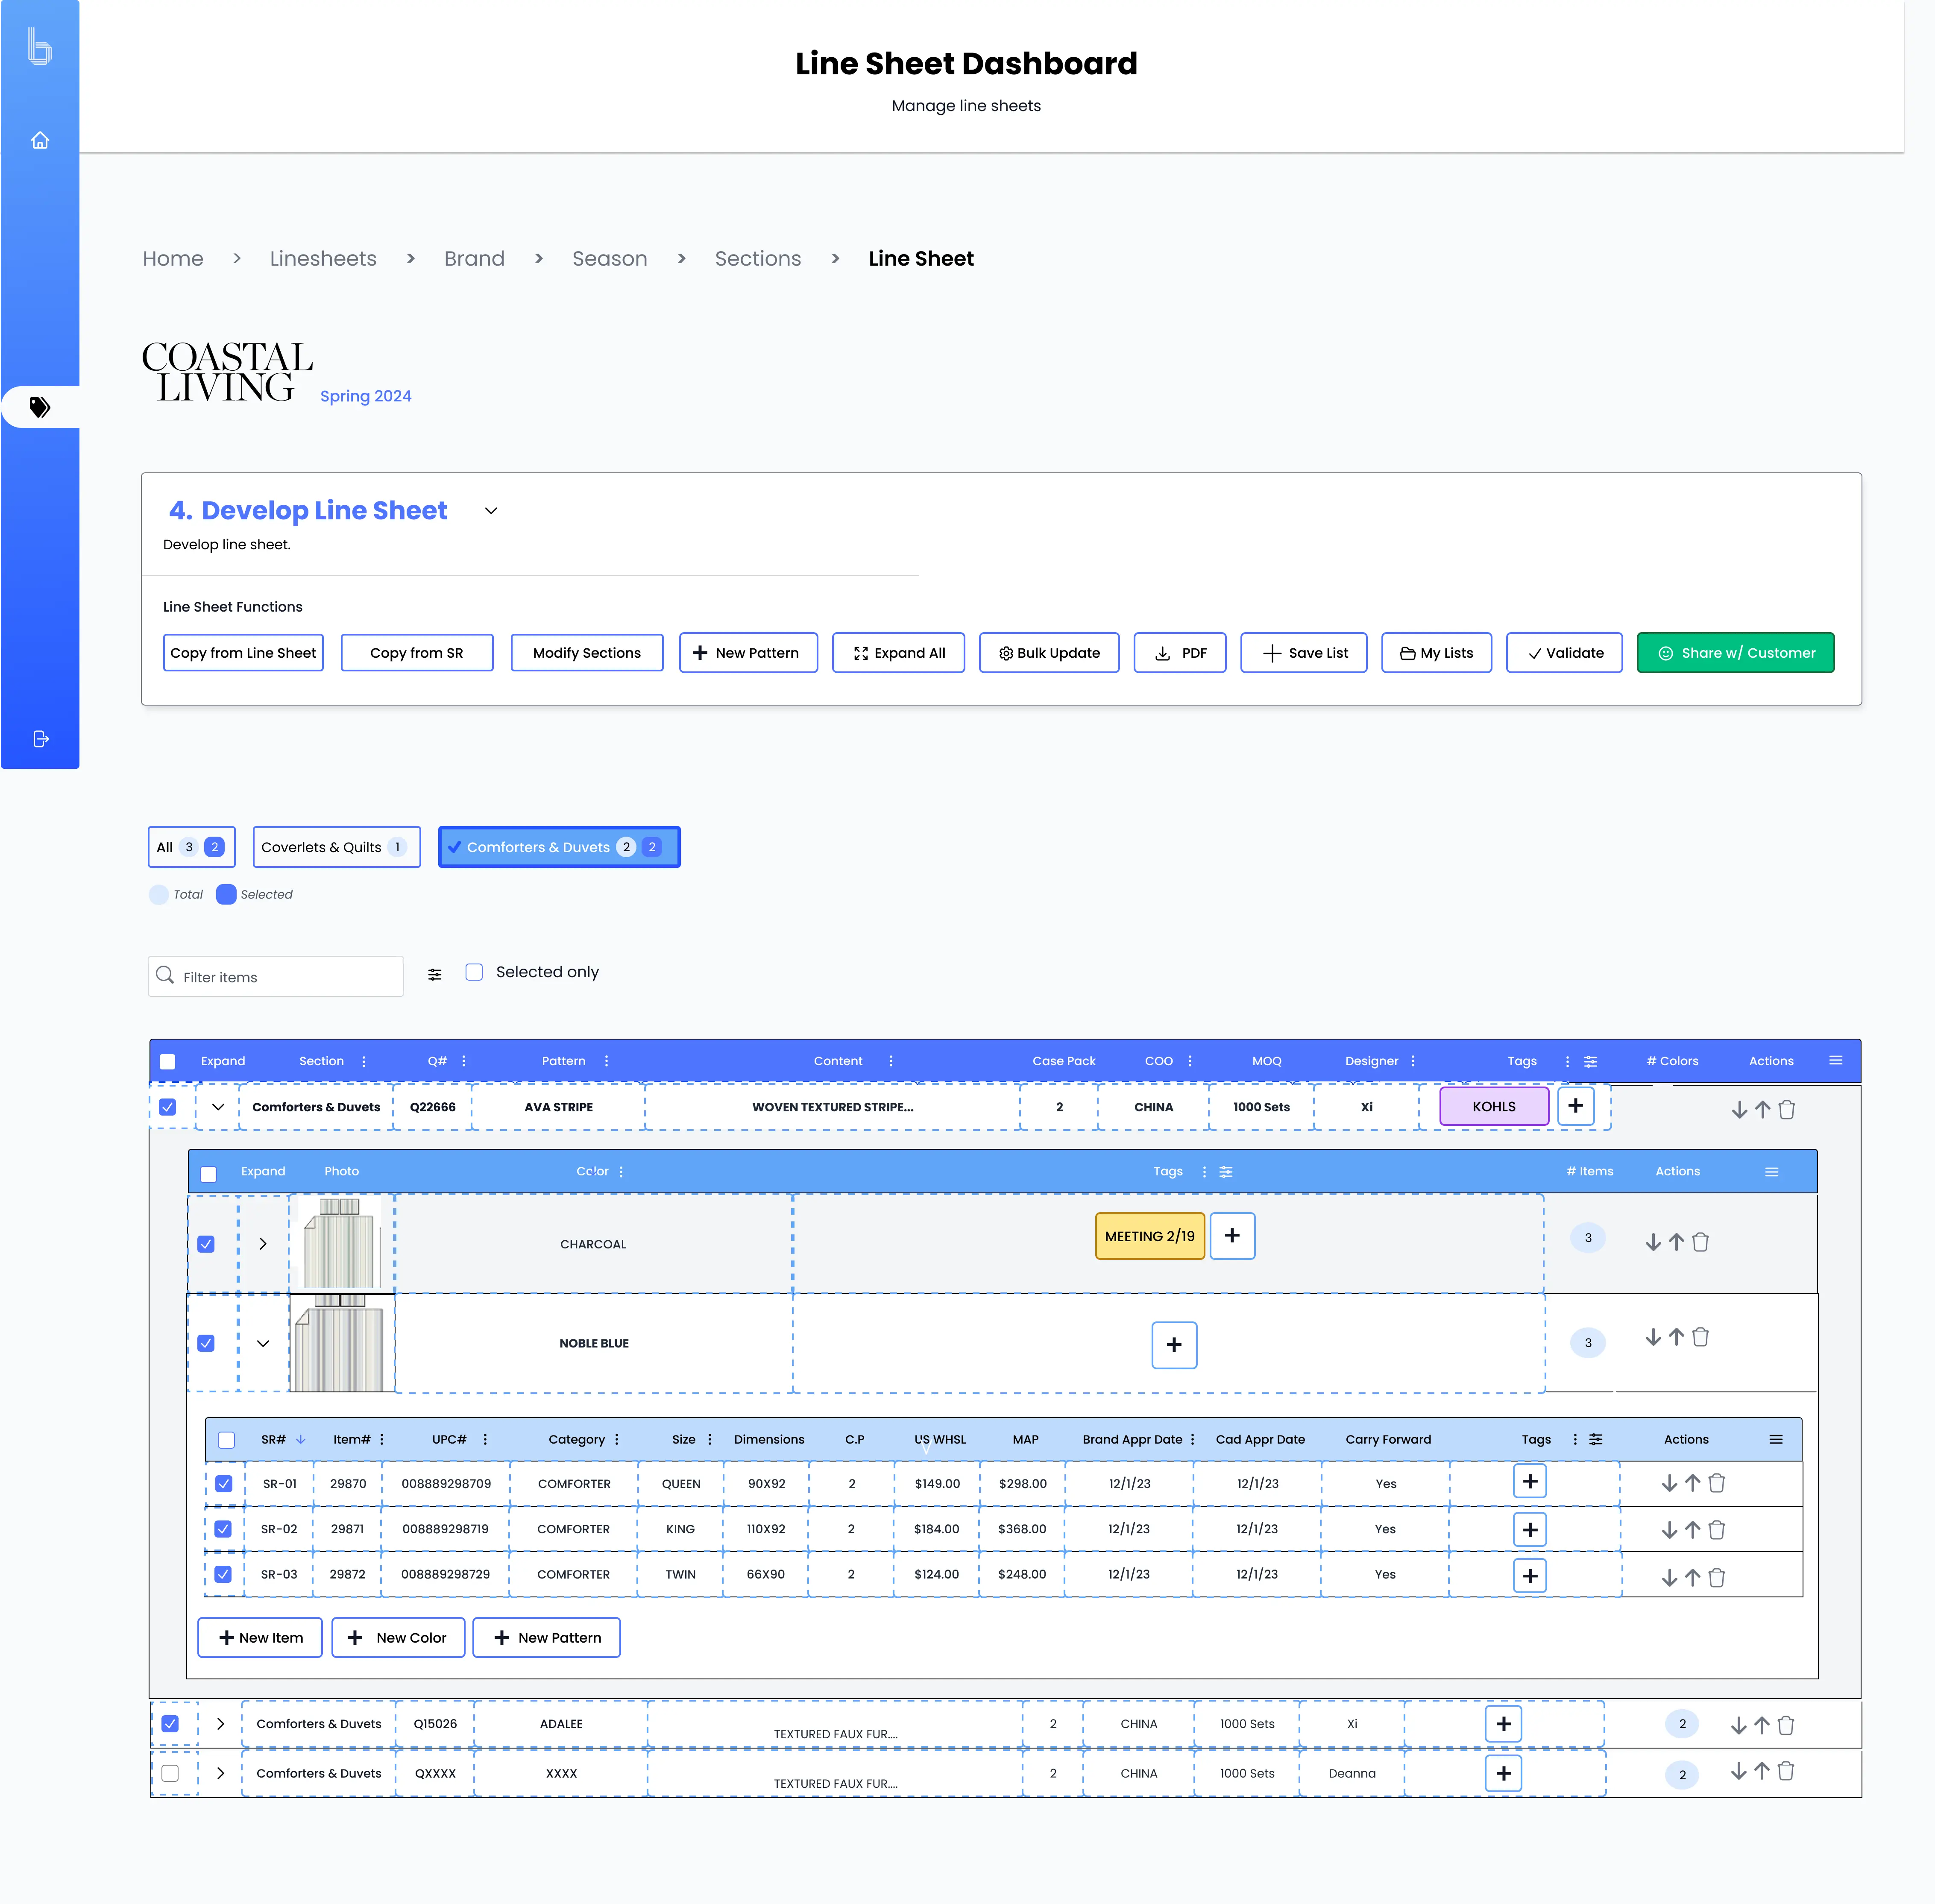 Line Sheet Dashboard
Manage line sheets
Home > Linesheets > Brand > Season > Sections > Line Sheet
COASTAL
LIVING
Spring 2024
4. Develop Line Sheet
Develop line sheet.
Line Sheet Functions
Copy from Line Sheet Copy from SR Modify Sections + New Pattern Expand All Bulk Update PDF + Save List My Lists Validate Share w/ Customer
All 3 2 Coverlets & Quilts 1 Comforters & Duvets 2 2
Total Selected
Filter items Selected only
Expand Section Q# Pattern Content Case Pack COO MOQ Designer Tags # Colors Actions
Comforters & Duvets Q22666 AVA STRIPE WOVEN TEXTURED STRIPE... 2 CHINA 1000 Sets Xi KOHLS +
Expand Photo Color Tags # Items Actions
CHARCOAL MEETING 2/19 + 3
NOBLE BLUE + 3
SR# Item# UPC# Category Size Dimensions C.P US WHSL MAP Brand Appr Date Cad Appr Date Carry Forward Tags Actions
SR-01 29870 008889298709 COMFORTER QUEEN 90X92 2 $149.00 $298.00 12/1/23 12/1/23 Yes +
SR-02 29871 008889298719 COMFORTER KING 110X92 2 $184.00 $368.00 12/1/23 12/1/23 Yes +
SR-03 29872 008889298729 COMFORTER TWIN 66X90 2 $124.00 $248.00 12/1/23 12/1/23 Yes +
+ New Item + New Color + New Pattern
Comforters & Duvets Q15026 ADALEE TEXTURED FAUX FUR.... 2 CHINA 1000 Sets Xi + 2
Comforters & Duvets QXXXX XXXX TEXTURED FAUX FUR.... 2 CHINA 1000 Sets Deanna + 2